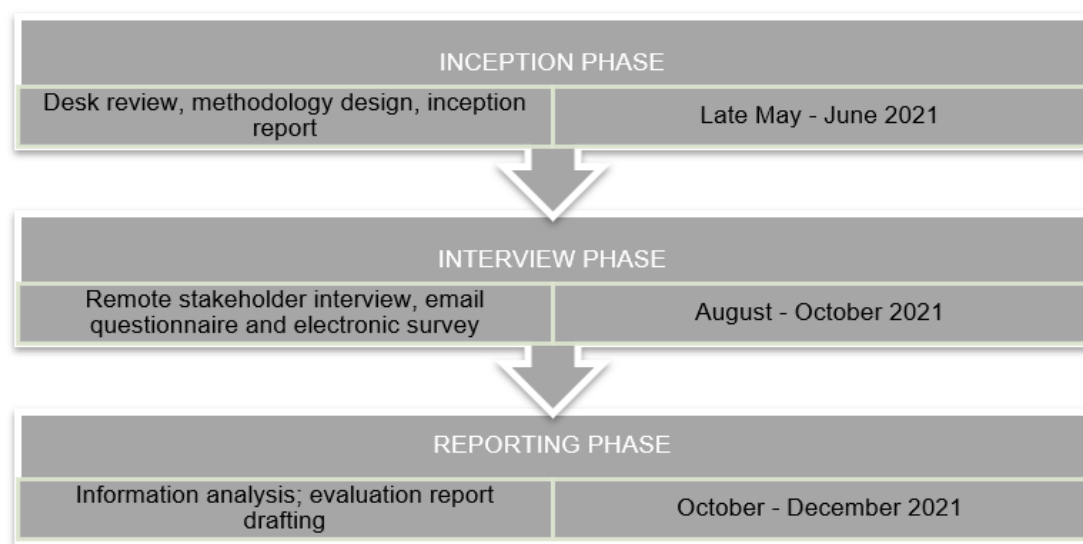 INCEPTION PHASE
Desk review, methodology design, inception
report
Late May - June 2021
INTERVIEW PHASE
Remote stakeholder interview, email
questionnaire and electronic survey
August - October 2021
REPORTING PHASE
Information analysis; evaluation report
drafting
October - December 2021